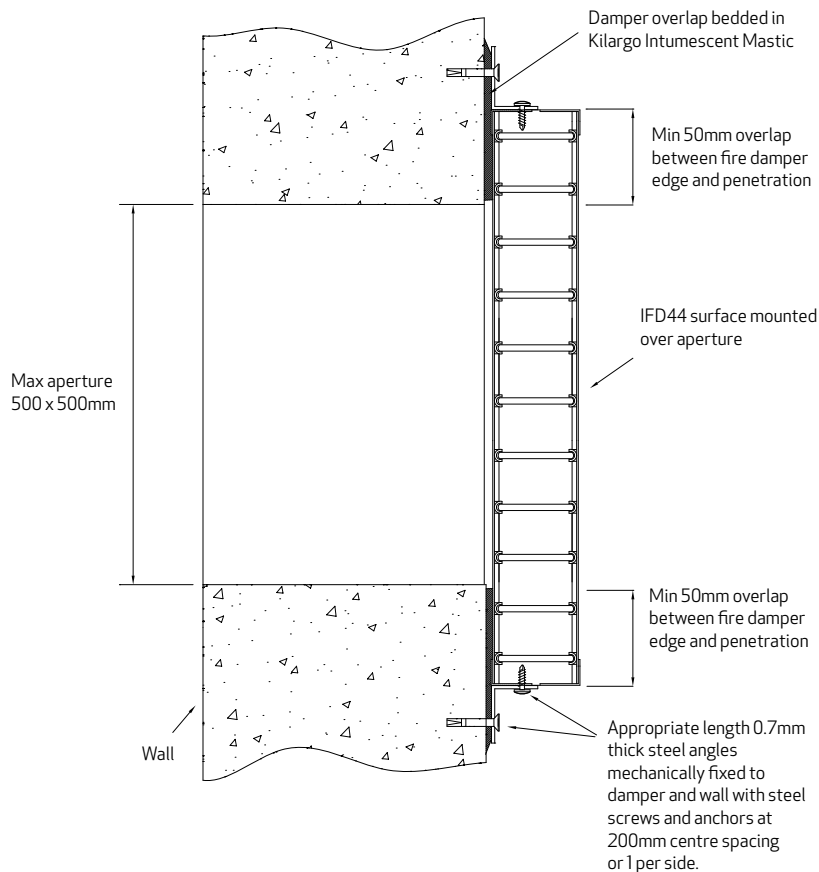 Damper overlap bedded in
Kilargo Intumescent Mastic
Min 50mm overlap
between fire damper
edge and penetration
IFD44 surface mounted
over aperture
Max aperture
500 x 500mm
Min 50mm overlap
between fire damper
edge and penetration
Wall
Appropriate length 0.7mm
thick steel angles
mechanically fixed to
damper and wall with steel
screws and anchors at
200mm centre spacing
or 1 per side.